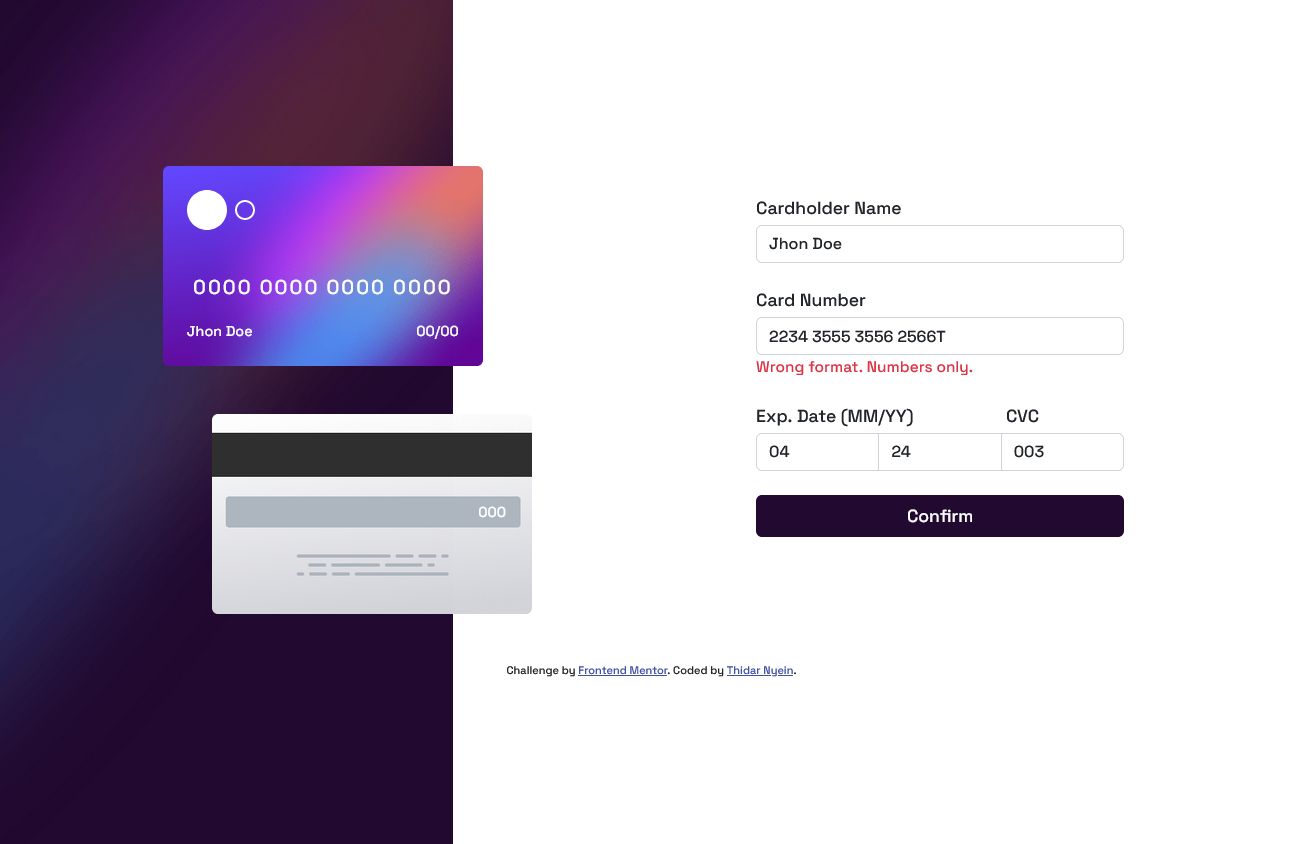 0000 0000 0000 0000
Jhon Doe 00/00
000
Cardholder Name
Jhon Doe
Card Number
2234 3555 3556 2566T
Wrong format. Numbers only.
Exp. Date (MM/YY) CVC
04 24 003
Confirm
Challenge by Frontend Mentor. Coded by Thidar Nyein.